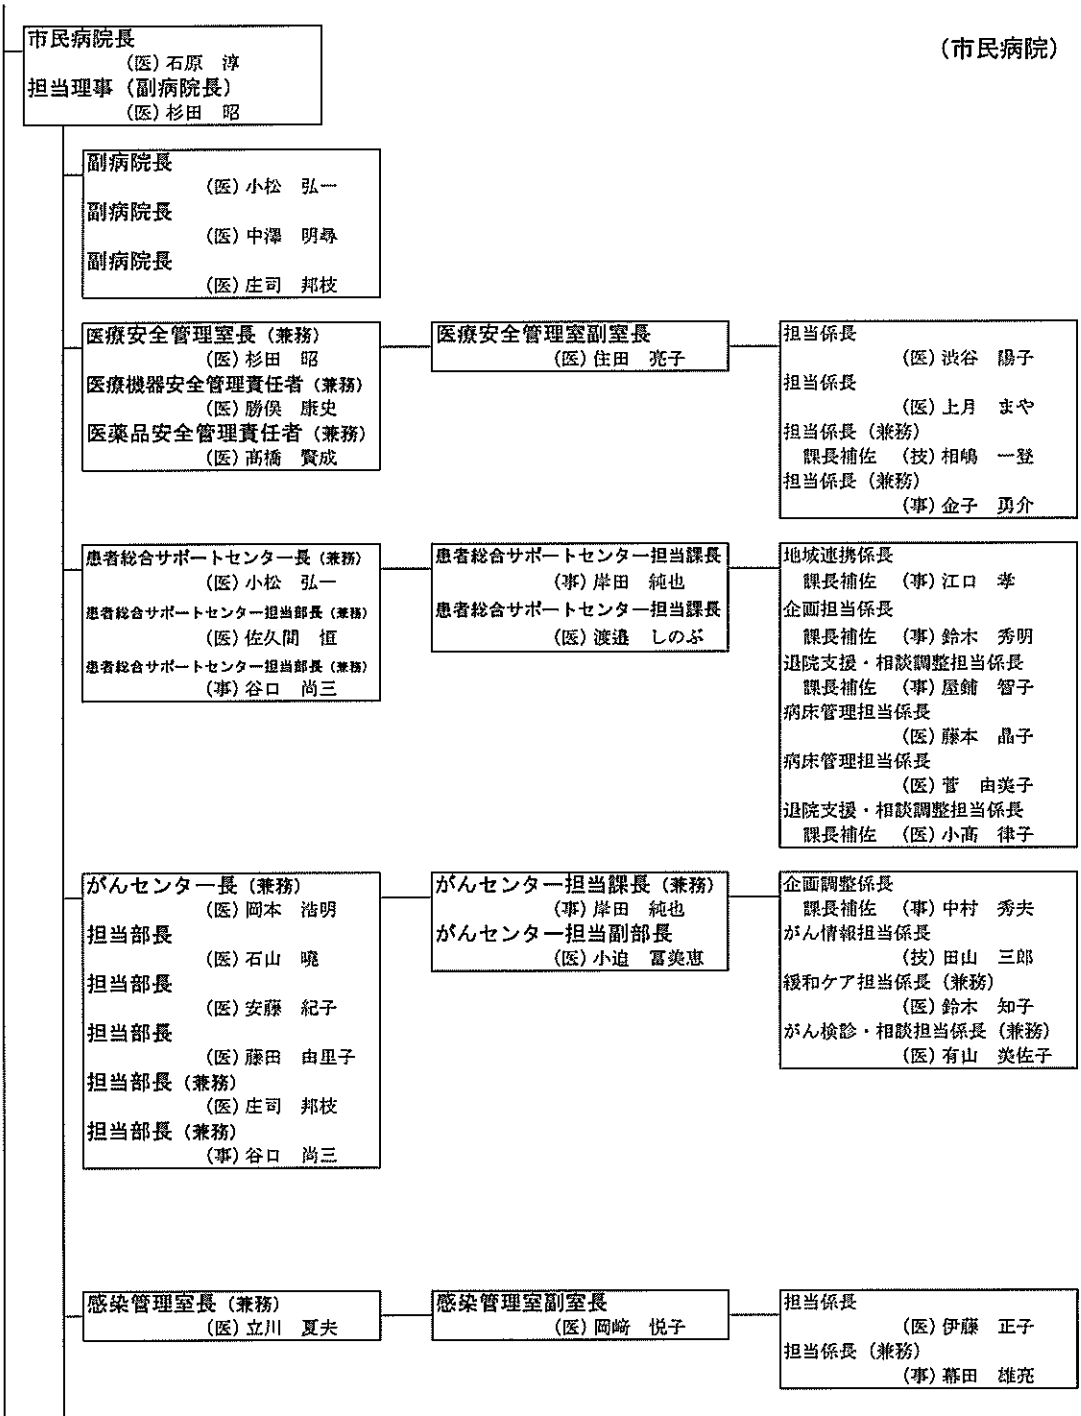 (市民病院)
市民病院長
(医) 石原 淳
担当理事 (副病院長)
(医) 杉田 昭
副病院長
(医) 小松 弘一
副病院長
(医) 中澤 明尋
副病院長
(医) 庄司 邦枝
医療安全管理室長 (兼務)
(医) 杉田 昭
医療機器安全管理責任者 (兼務)
(医) 勝俣 康史
医薬品安全管理責任者 (兼務)
(医) 髙橋 賢成
医療安全管理室副室長
(医) 住田 亮子
担当係長
(医) 渋谷 陽子
担当係長
(医) 上月 まや
担当係長 (兼務)
課長補佐 (技) 相嶋 一登
担当係長 (兼務)
(事) 金子 勇介
患者総合サポートセンター長 (兼務)
(医) 小松 弘一
患者総合サポートセンター担当部長 (兼務)
(医) 佐久間 恒
患者総合サポートセンター担当部長 (兼務)
(事) 谷口 尚三
患者総合サポートセンター担当課長
(事) 岸田 純也
患者総合サポートセンター担当課長
(医) 渡邉 しのぶ
地域連携係長
課長補佐 (事) 江口 孝
企画担当係長
課長補佐 (事) 鈴木 秀明
退院支援・相談調整担当係長
課長補佐 (事) 屋舗 智子
病床管理担当係長
(医) 藤本 晶子
病床管理担当係長
(医) 菅 由美子
退院支援・相談調整担当係長
課長補佐 (医) 小髙 律子
がんセンター長 (兼務)
(医) 岡本 浩明
担当部長
(医) 石山 暁
担当部長
(医) 安藤 紀子
担当部長
(医) 藤田 由里子
担当部長 (兼務)
(医) 庄司 邦枝
担当部長 (兼務)
(事) 谷口 尚三
がんセンター担当課長 (兼務)
(事) 岸田 純也
がんセンター担当副部長
(医) 小迫 冨美恵
企画調整係長
課長補佐 (事) 中村 秀夫
がん情報担当係長
(技) 田山 三郎
緩和ケア担当係長 (兼務)
(医) 鈴木 知子
がん検診・相談担当係長 (兼務)
(医) 有山 美佐子
感染管理室長 (兼務)
(医) 立川 夏夫
感染管理室副室長
(医) 岡﨑 悦子
担当係長
(医) 伊藤 正子
担当係長 (兼務)
(事) 幕田 雄亮